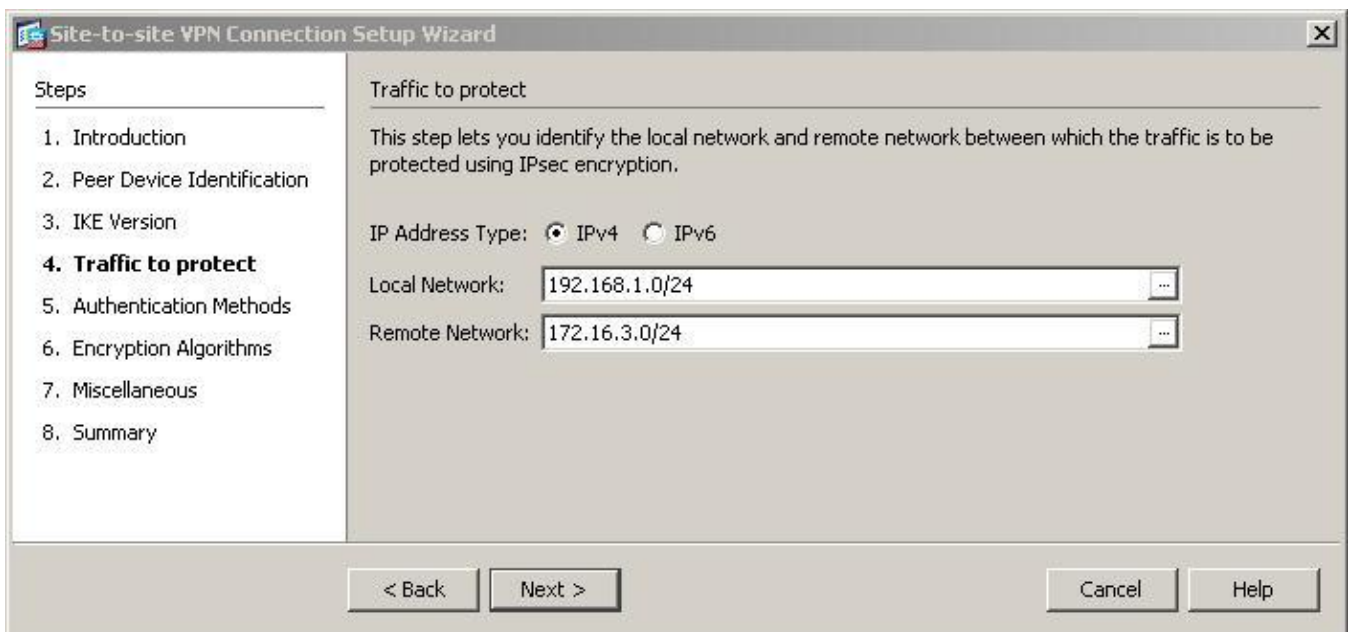 Site-to-site VPN Connection Setup Wizard
Steps
1. Introduction
2. Peer Device Identification
3. IKE Version
4. Traffic to protect
5. Authentication Methods
6. Encryption Algorithms
7. Miscellaneous
8. Summary
Traffic to protect
This step lets you identify the local network and remote network between which the traffic is to be
protected using IPsec encryption.
IP Address Type: IPv4 IPv6
Local Network: 192.168.1.0/24 ...
Remote Network: 172.16.3.0/24 ...
< Back Next > Cancel Help